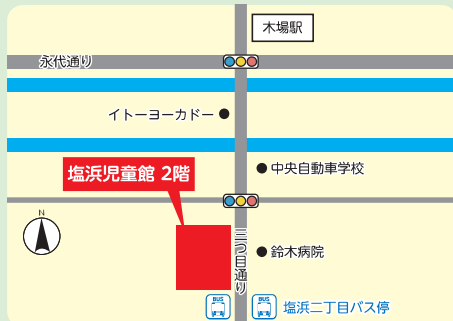 木場駅
永代通り
イトーヨーカドー
中央自動車学校
塩浜児童館 2階
N
三つ目通り
鈴木病院
BUS
BUS
塩浜二丁目バス停